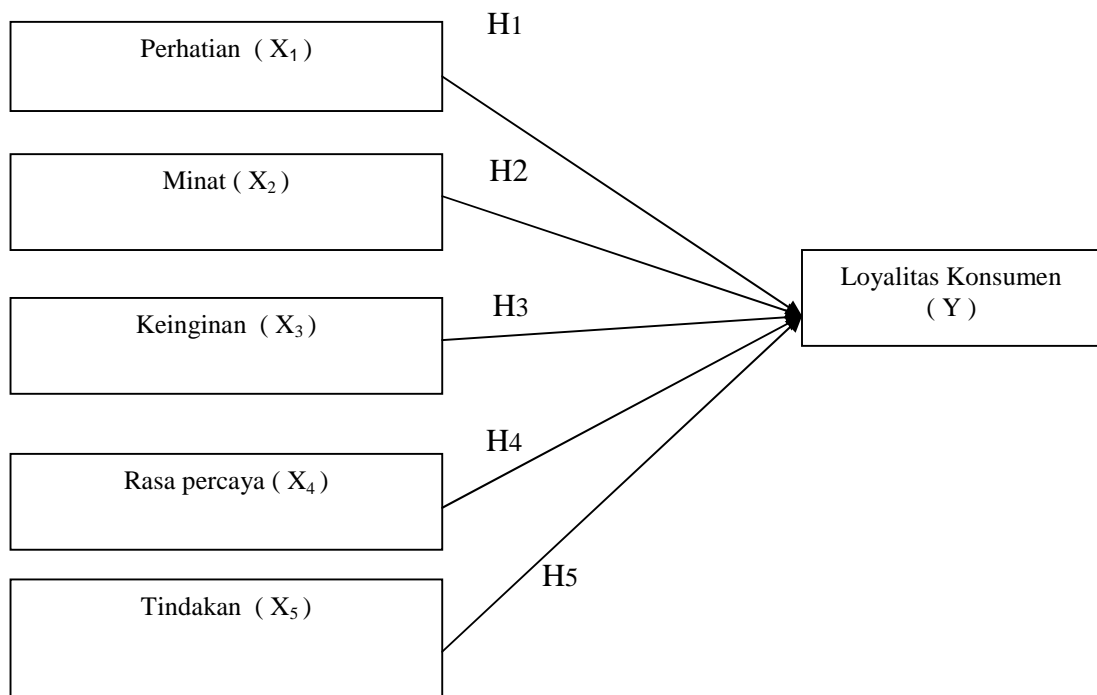 H1
Perhatian ( X₁ )
Minat ( X₂ )
H2
Keinginan ( X₃ )
H3
Rasa percaya ( X₄ )
H4
Tindakan ( X₅ )
H5
Loyalitas Konsumen
( Y )